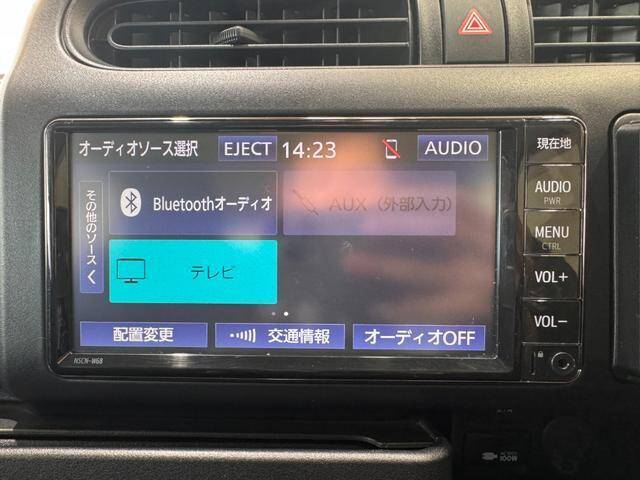 オーディオソース選択 EJECT 14:23 AUDIO
現在地
その他のソース
Bluetoothオーディオ
AUX（外部入力）
AUDIO
PWR
MENU
CTRL
テレビ
VOL+
VOL−
配置変更
交通情報
オーディオOFF
NSCN-W68
100W